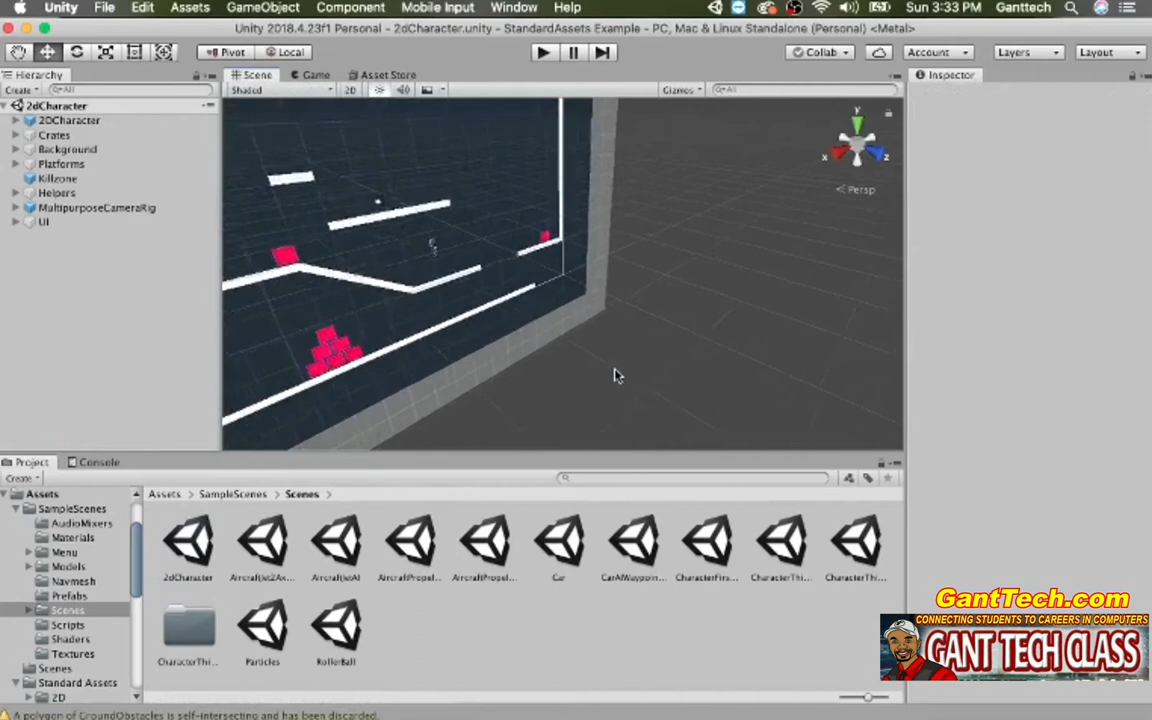 Unity File Edit Assets GameObject Component Mobile Input Window Help Sun 3:33 PM Ganttech
Unity 2018.4.23f1 Personal - 2dCharacter.unity - StandardAssets Example - PC, Mac & Linux Standalone (Personal) <Metal>
Pivot Local Collab Account Layers Layout
Hierarchy Scene Game Asset Store Inspector
Create All Shaded 2D Gizmos All
2dCharacter
2DCharacter
Crates
Background
Platforms
Killzone
Helpers
MultipurposeCameraRig
UI
y
x z
< Persp
Project Console
Create
Assets
SampleScenes
AudioMixers
Materials
Menu
Models
Navmesh
Prefabs
Scenes
Scripts
Shaders
Textures
Scenes
Standard Assets
2D
Assets > SampleScenes > Scenes >
2dCharacter AircraftJet2Ax... AircraftJetAI AircraftPropel... AircraftPropel... Car CarAIWaypoin... CharacterFirs... CharacterThi... CharacterThi...
CharacterThi... Particles RollerBall
GantTech.com
CONNECTING STUDENTS TO CAREERS IN COMPUTERS
GANT TECH CLASS
A polygon of GroundObstacles is self-intersecting and has been discarded.